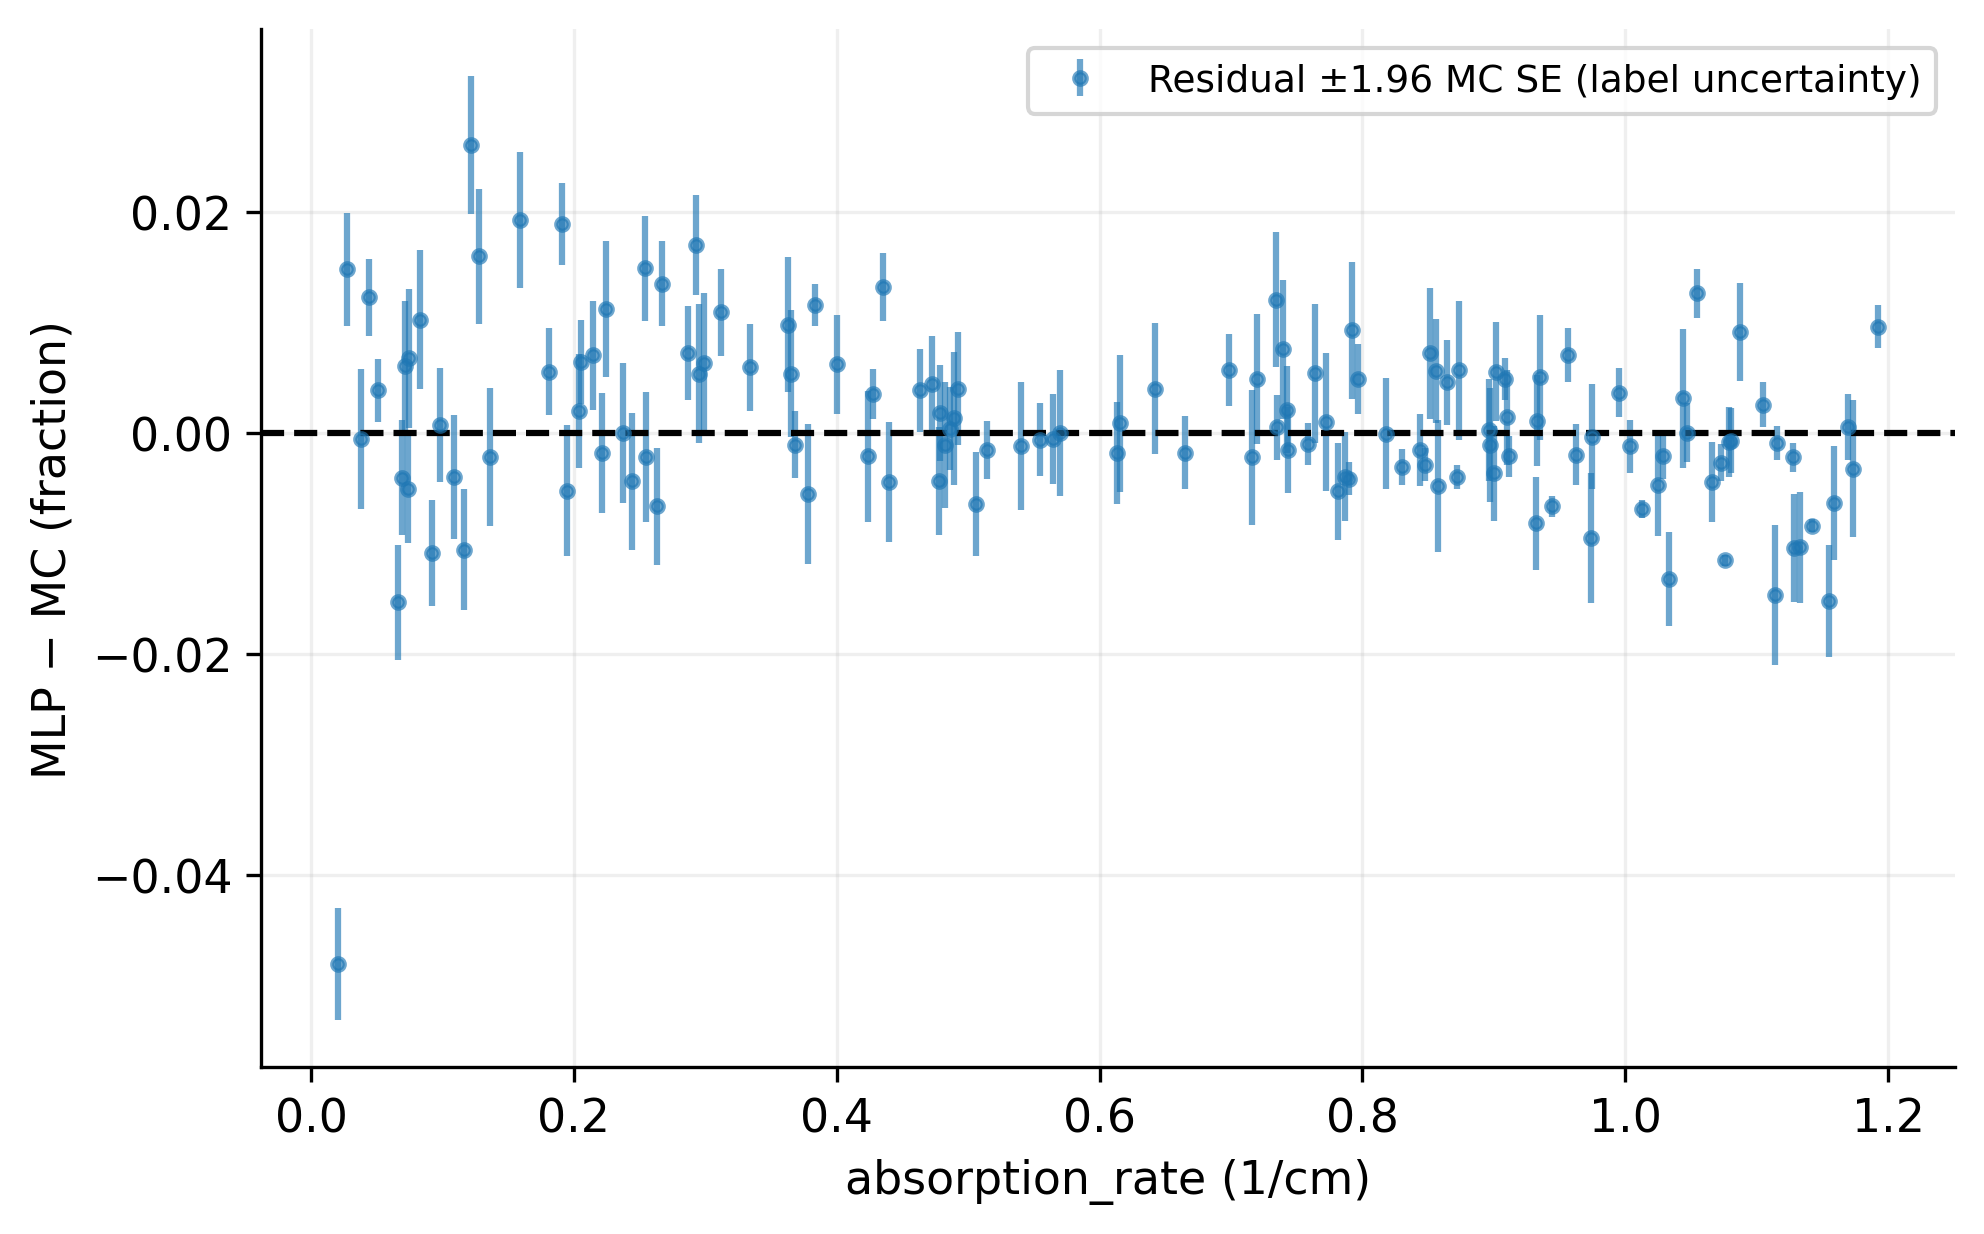 Residual ±1.96 MC SE (label uncertainty)
MLP − MC (fraction)
0.02
0.00
−0.02
−0.04
0.0 0.2 0.4 0.6 0.8 1.0 1.2
absorption_rate (1/cm)